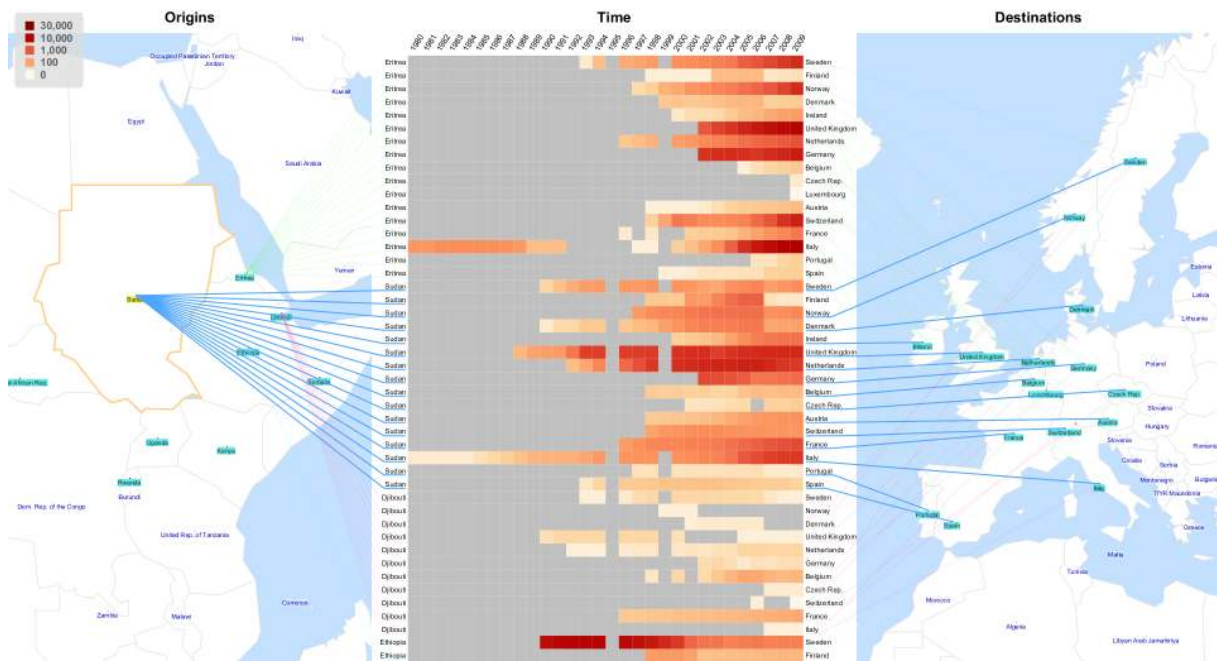 Origins
Time
Destinations
30,000
10,000
1,000
100
0
1980 1981 1982 1983 1984 1985 1986 1987 1988 1989 1990 1991 1992 1993 1994 1995 1996 1997 1998 1999 2000 2001 2002 2003 2004 2005 2006 2007 2008 2009
Iraq
Occupied Palestinian Territory
Jordan
Kuwait
Egypt
Saudi Arabia
Eritrea
Yemen
Sudan
Djibouti
Ethiopia
Somalia
Central African Rep.
Uganda
Kenya
Rwanda
Burundi
Dem. Rep. of the Congo
United Rep. of Tanzania
Comoros
Zambia
Malawi
Eritrea Sweden
Eritrea Finland
Eritrea Norway
Eritrea Denmark
Eritrea Ireland
Eritrea United Kingdom
Eritrea Netherlands
Eritrea Germany
Eritrea Belgium
Eritrea Czech Rep.
Eritrea Luxembourg
Eritrea Austria
Eritrea Switzerland
Eritrea France
Eritrea Italy
Eritrea Portugal
Eritrea Spain
Sudan Sweden
Sudan Finland
Sudan Norway
Sudan Denmark
Sudan Ireland
Sudan United Kingdom
Sudan Netherlands
Sudan Germany
Sudan Belgium
Sudan Czech Rep.
Sudan Austria
Sudan Switzerland
Sudan France
Sudan Italy
Sudan Portugal
Sudan Spain
Djibouti Sweden
Djibouti Norway
Djibouti Denmark
Djibouti United Kingdom
Djibouti Netherlands
Djibouti Germany
Djibouti Belgium
Djibouti Czech Rep.
Djibouti Switzerland
Djibouti France
Djibouti Italy
Ethiopia Sweden
Ethiopia Finland
Sweden
Norway
Estonia
Latvia
Lithuania
Denmark
Ireland
United Kingdom
Netherlands
Germany
Poland
Belgium
Luxembourg
Czech Rep.
Slovakia
Austria
Hungary
Switzerland
France
Slovenia
Romania
Croatia
Serbia
Montenegro
Bulgaria
TfYR Macedonia
Italy
Portugal
Spain
Greece
Malta
Tunisia
Morocco
Algeria
Libyan Arab Jamahiriya